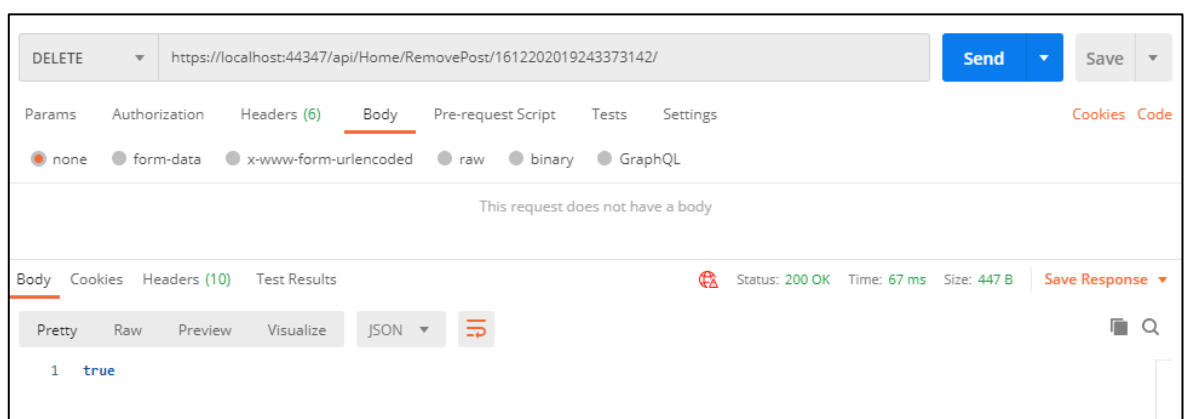 DELETE https://localhost:44347/api/Home/RemovePost/1612202019243373142/ Send Save
Params Authorization Headers (6) Body Pre-request Script Tests Settings Cookies Code
none form-data x-www-form-urlencoded raw binary GraphQL
This request does not have a body
Body Cookies Headers (10) Test Results Status: 200 OK Time: 67 ms Size: 447 B Save Response
Pretty Raw Preview Visualize JSON
1 true